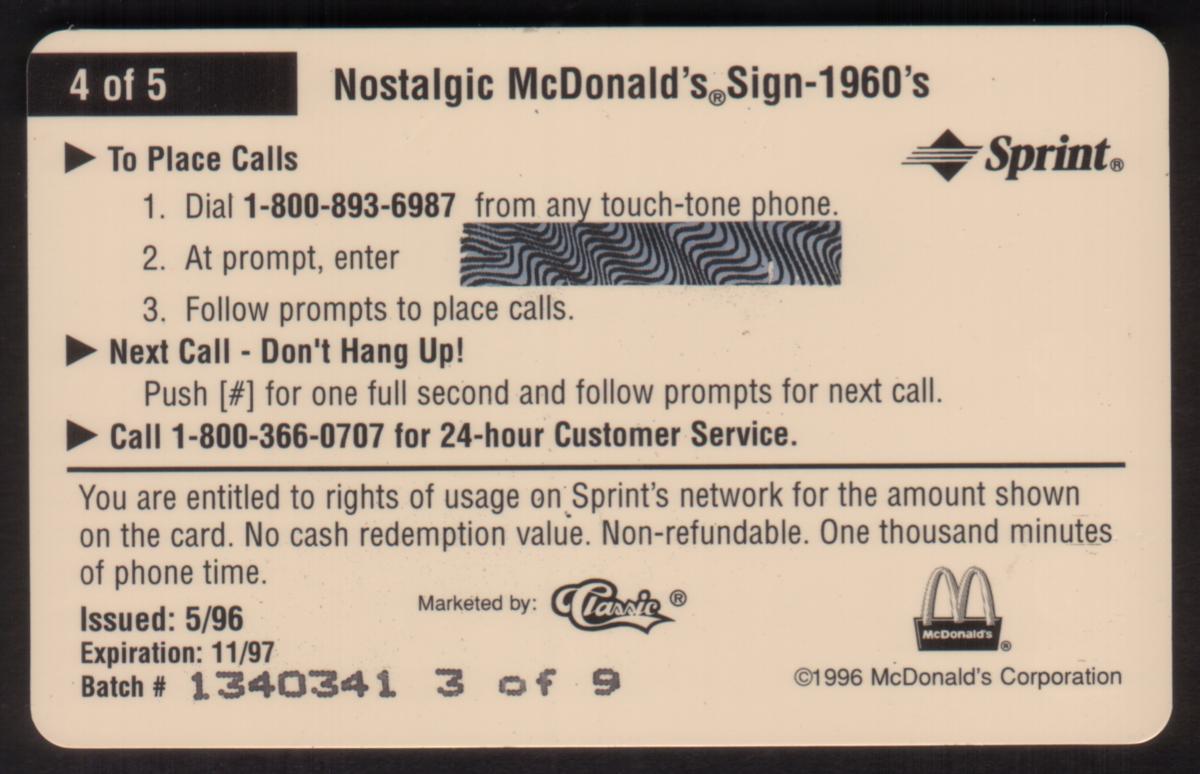 4 of 5
Nostalgic McDonald's® Sign-1960's
▶ To Place Calls
Sprint®
1. Dial 1-800-893-6987 from any touch-tone phone.
2. At prompt, enter
3. Follow prompts to place calls.
▶ Next Call - Don't Hang Up!
Push [#] for one full second and follow prompts for next call.
▶ Call 1-800-366-0707 for 24-hour Customer Service.
You are entitled to rights of usage on Sprint's network for the amount shown
on the card. No cash redemption value. Non-refundable. One thousand minutes
of phone time.
Marketed by: Classic®
McDonald's®
Issued: 5/96
Expiration: 11/97
Batch # 1340341 3 of 9
©1996 McDonald's Corporation